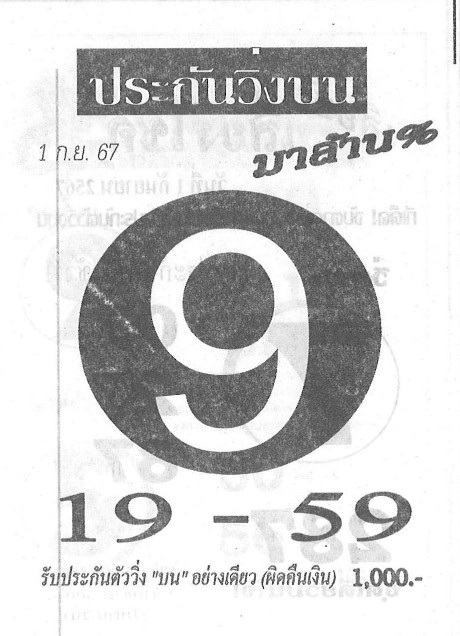 ประกันวิ่งบน
1 ก.ย. 67
มาล้าน%
9
19 - 59
รับประกันตัววิ่ง "บน" อย่างเดียว (ผิดคืนเงิน) 1,000.-